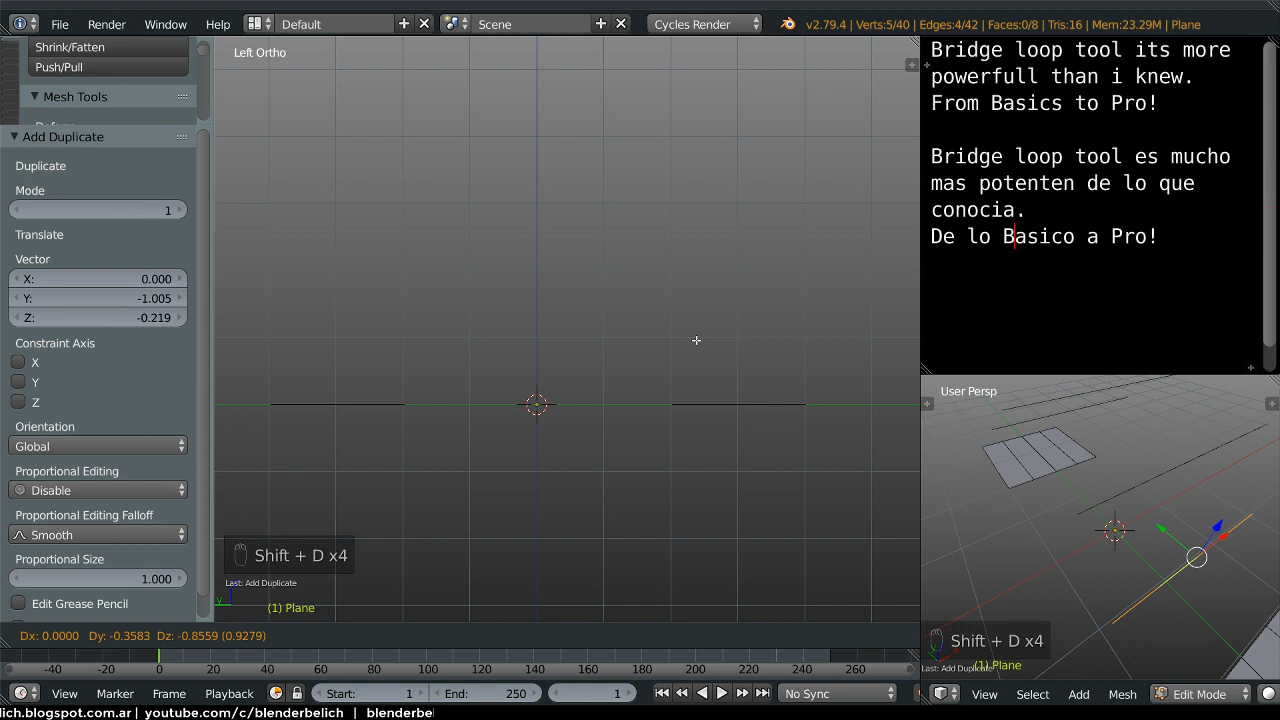 File Render Window Help Default Scene Cycles Render v2.79.4 | Verts:5/40 | Edges:4/42 | Faces:0/8 | Tris:16 | Mem:23.29M | Plane
Shrink/Fatten
Push/Pull
Mesh Tools
Add Duplicate
Duplicate
Mode
1
Translate
Vector
X: 0.000
Y: -1.005
Z: -0.219
Constraint Axis
X
Y
Z
Orientation
Global
Proportional Editing
Disable
Proportional Editing Falloff
Smooth
Proportional Size
1.000
Edit Grease Pencil
Left Ortho
Shift + D x4
Last: Add Duplicate
y
(1) Plane
Bridge loop tool its more
powerfull than i knew.
From Basics to Pro!
Bridge loop tool es mucho
mas potenten de lo que
conocia.
De lo Basico a Pro!
User Persp
Shift + D x4
Last: Add Duplicate
(1) Plane
Dx: 0.0000 Dy: -0.3583 Dz: -0.8559 (0.9279)
-40 -20 0 20 40 60 80 100 120 140 160 180 200 220 240 260
View Marker Frame Playback Start: 1 End: 250 1 No Sync
View Select Add Mesh Edit Mode
lich.blogspot.com.ar | youtube.com/c/blenderbelich | blenderbel